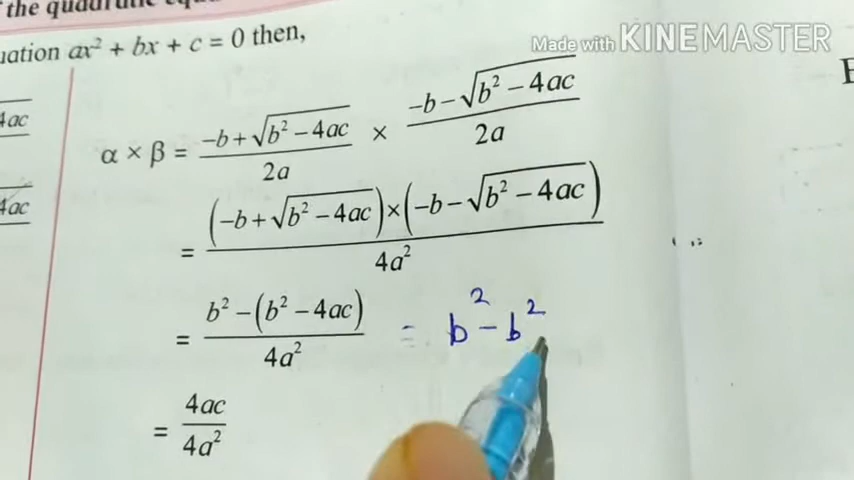 the quadratic equ
uation ax² + bx + c = 0 then,
Made with KINEMASTER
4ac
4ac
α × β = (-b + √(b² - 4ac))/2a × (-b - √(b² - 4ac))/2a
= ((-b + √(b² - 4ac)) × (-b - √(b² - 4ac)))/4a²
= (b² - (b² - 4ac))/4a² = b² - b²
= 4ac/4a²
E